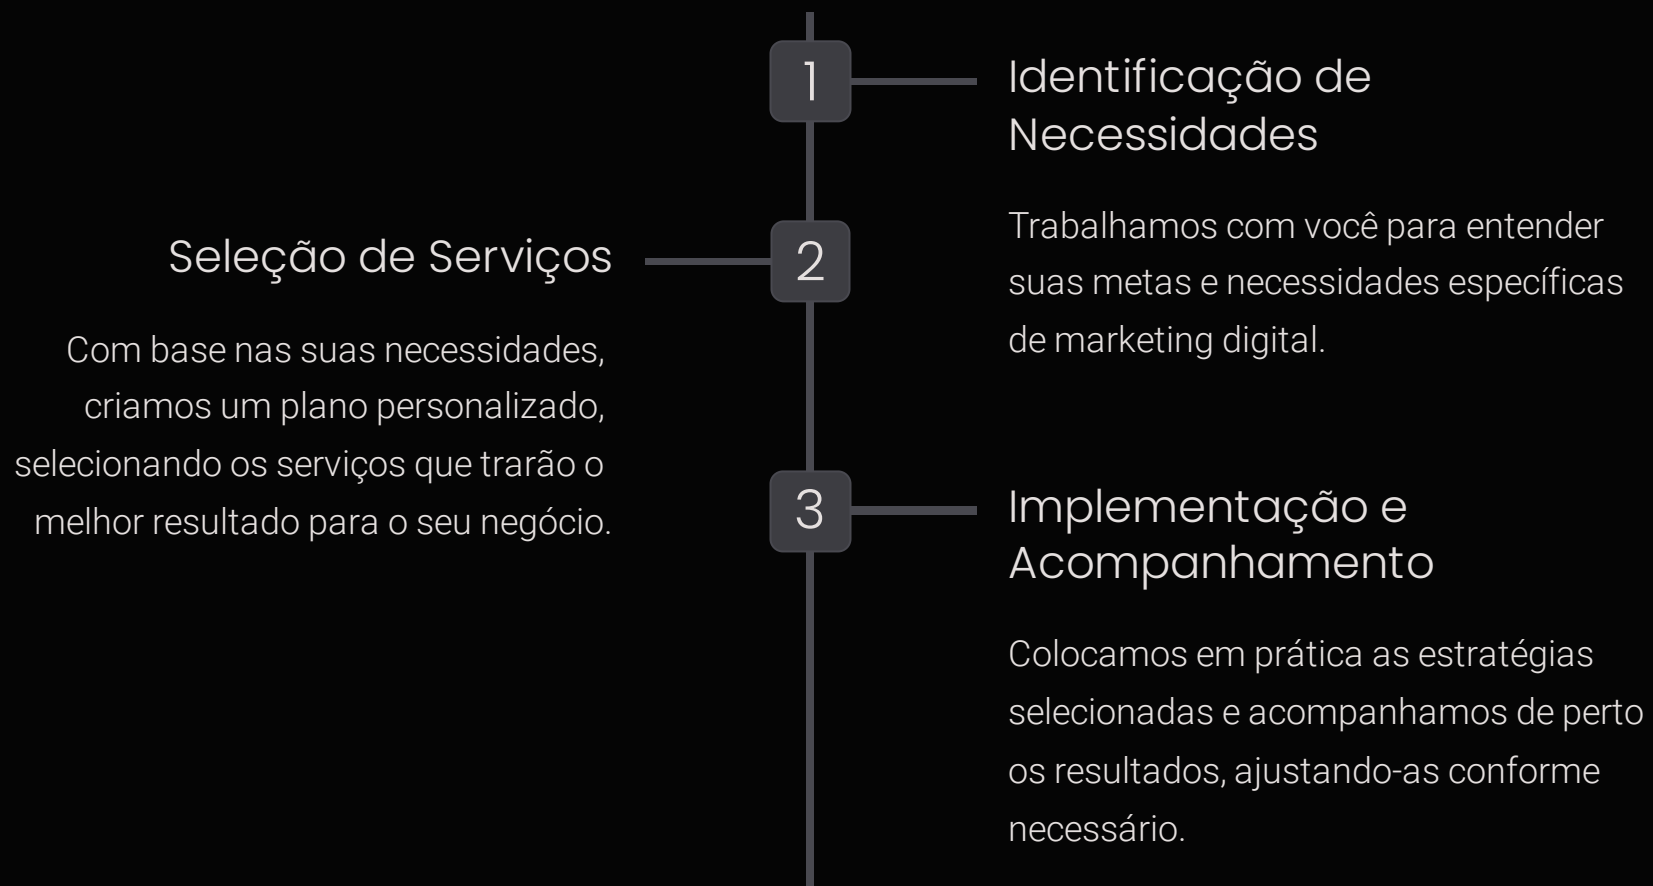 1
Identificação de
Necessidades
Trabalhamos com você para entender
suas metas e necessidades específicas
de marketing digital.
2
Seleção de Serviços
Com base nas suas necessidades,
criamos um plano personalizado,
selecionando os serviços que trarão o
melhor resultado para o seu negócio.
3
Implementação e
Acompanhamento
Colocamos em prática as estratégias
selecionadas e acompanhamos de perto
os resultados, ajustando-as conforme
necessário.